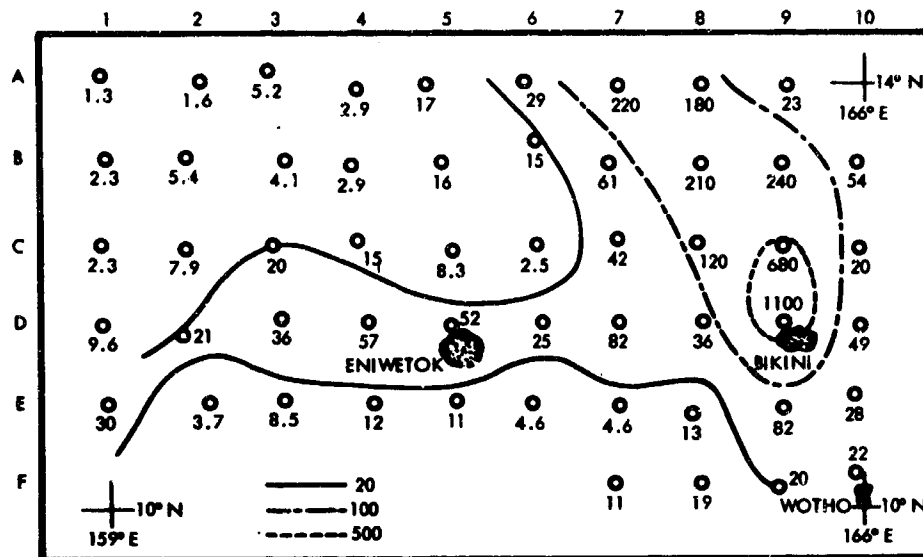 1 2 3 4 5 6 7 8 9 10
A
1.3 1.6 5.2 2.9 17 29 220 180 23
14° N
166° E
B
2.3 5.4 4.1 2.9 16 15 61 210 240 54
C
2.3 7.9 20 15 8.3 2.5 42 120 680 20
D
9.6 21 36 57 52 25 82 36 1100 49
ENIWETOK BIKINI
E
30 3.7 8.5 12 11 4.6 4.6 13 82 28
F
11 19 20 22
10° N
159° E
20
100
500
WOTHO 10° N
166° E